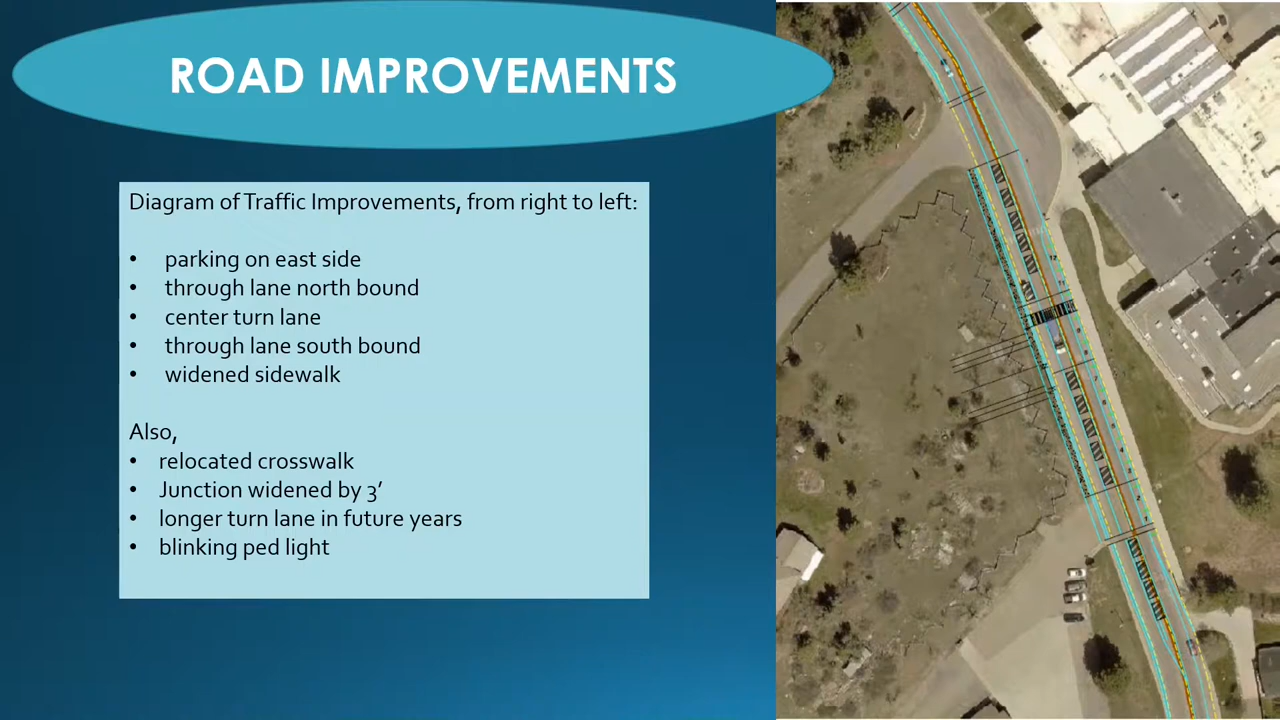 ROAD IMPROVEMENTS
Diagram of Traffic Improvements, from right to left:
• parking on east side
• through lane north bound
• center turn lane
• through lane south bound
• widened sidewalk
Also,
• relocated crosswalk
• Junction widened by 3’
• longer turn lane in future years
• blinking ped light